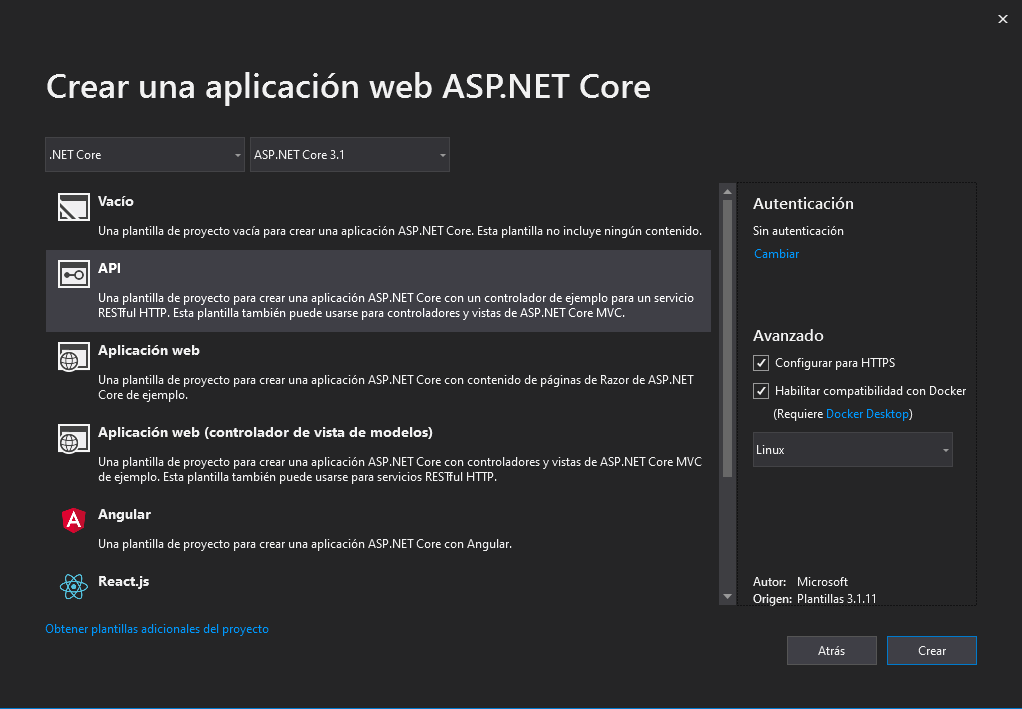 Crear una aplicación web ASP.NET Core
.NET Core
ASP.NET Core 3.1
Vacío
Una plantilla de proyecto vacía para crear una aplicación ASP.NET Core. Esta plantilla no incluye ningún contenido.
API
Una plantilla de proyecto para crear una aplicación ASP.NET Core con un controlador de ejemplo para un servicio
RESTful HTTP. Esta plantilla también puede usarse para controladores y vistas de ASP.NET Core MVC.
Aplicación web
Una plantilla de proyecto para crear una aplicación ASP.NET Core con contenido de páginas de Razor de ASP.NET
Core de ejemplo.
Aplicación web (controlador de vista de modelos)
Una plantilla de proyecto para crear una aplicación ASP.NET Core con controladores y vistas de ASP.NET Core MVC
de ejemplo. Esta plantilla también puede usarse para servicios RESTful HTTP.
Angular
Una plantilla de proyecto para crear una aplicación ASP.NET Core con Angular.
React.js
Obtener plantillas adicionales del proyecto
Autenticación
Sin autenticación
Cambiar
Avanzado
Configurar para HTTPS
Habilitar compatibilidad con Docker
(Requiere Docker Desktop)
Linux
Autor: Microsoft
Origen: Plantillas 3.1.11
Atrás
Crear